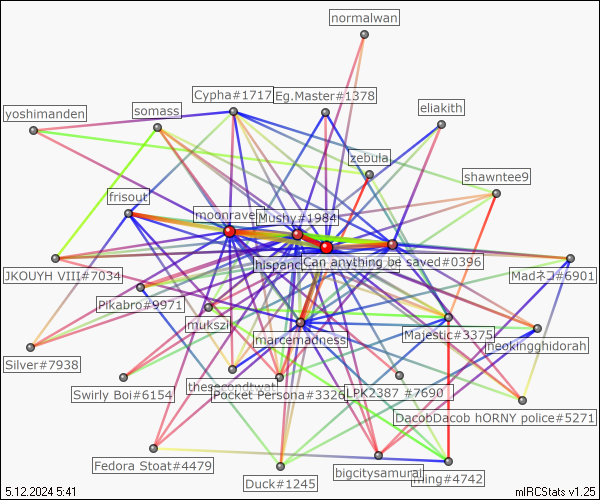 normalwan
Cypha#1717
Eg.Master#1378
yoshimanden
somass
eliakith
zebula
shawntee9
frisout
moonrave
Mushy#1984
hispanc
Can anything be saved#0396
JKOUYH VIII#7034
Madネコ#6901
Pikabro#9971
mukszi
marcemadness
Majestic#3375
neokingghidorah
Silver#7938
Swirly Boi#6154
thesecondtwat
Pocket Persona#3326
LPK2387 #7690
DacobDacob hORNY police#5271
Fedora Stoat#4479
Duck#1245
bigcitysamurai
ming#4742
5.12.2024 5:41
mIRCStats v1.25